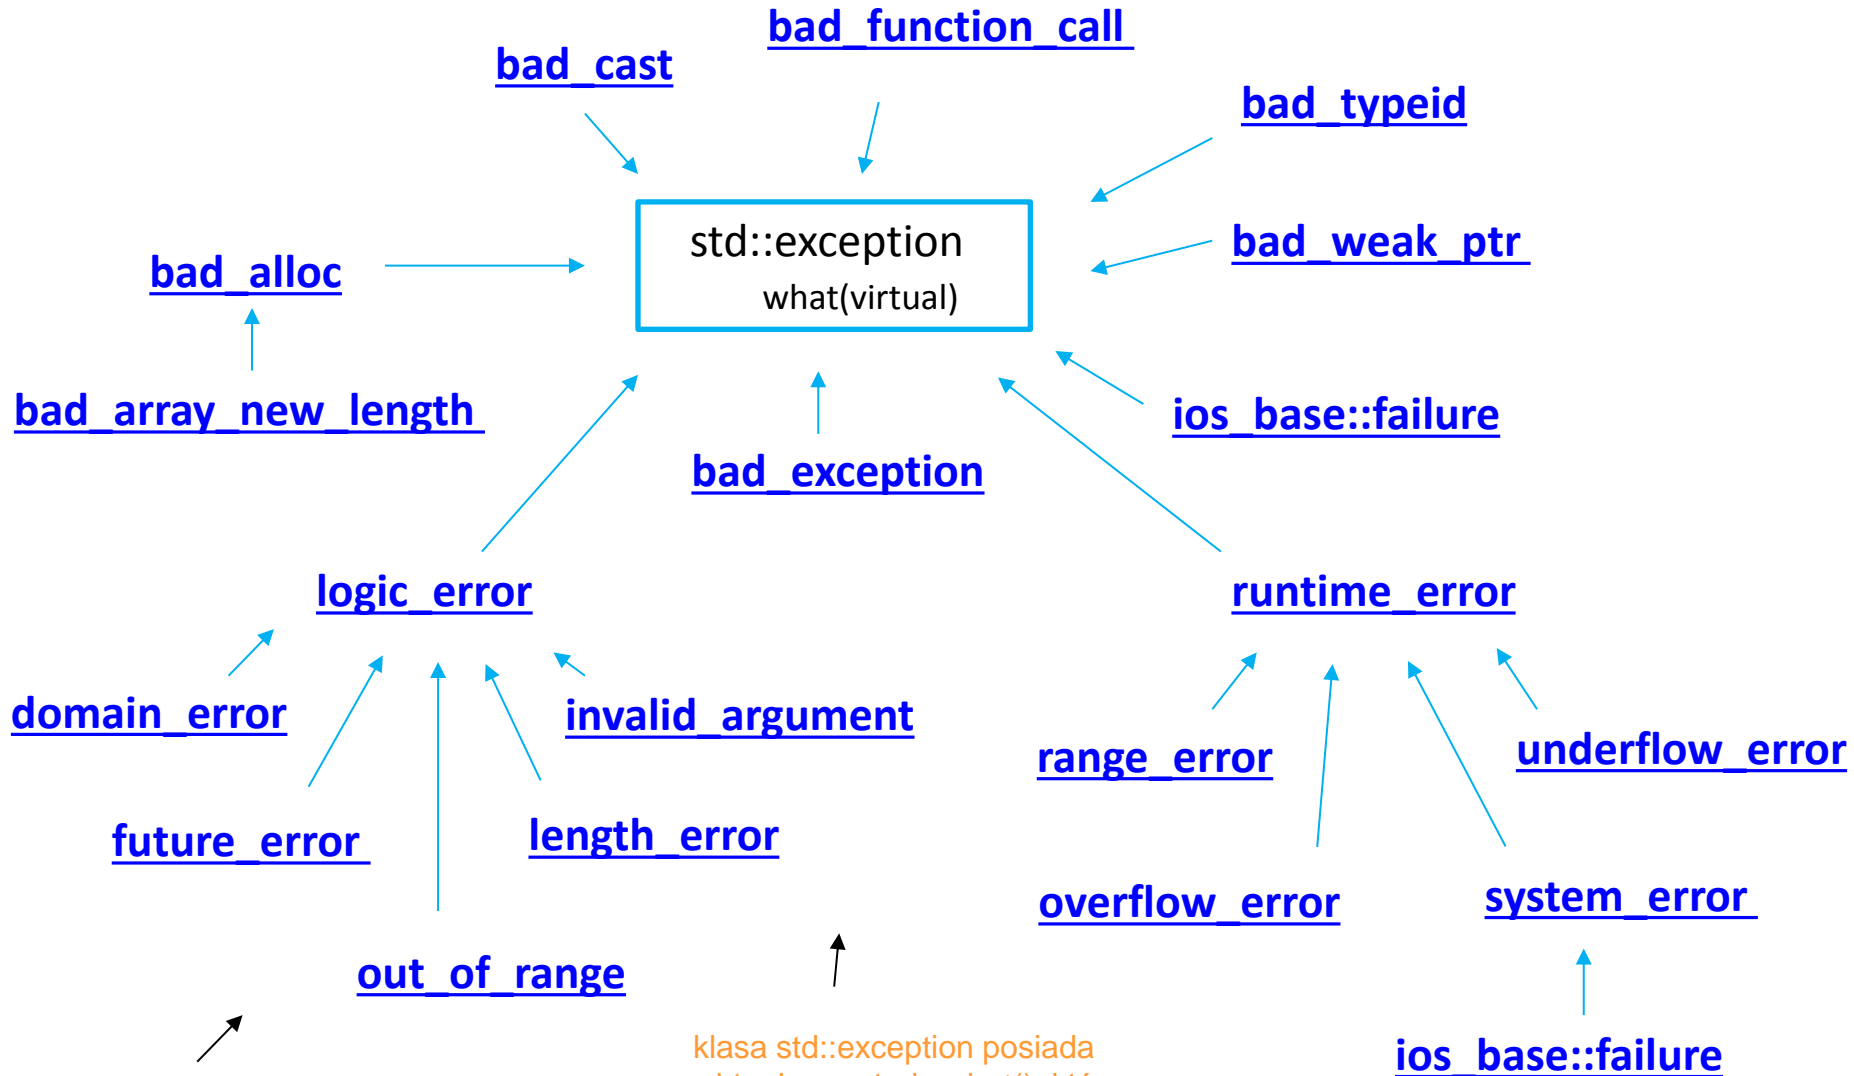 bad_function_call
bad_cast
bad_typeid
std::exception
what(virtual)
bad_weak_ptr
bad_alloc
bad_array_new_length
ios_base::failure
bad_exception
logic_error
runtime_error
domain_error
invalid_argument
range_error
underflow_error
future_error
length_error
overflow_error
system_error
out_of_range
klasa std::exception posiada
ios_base::failure